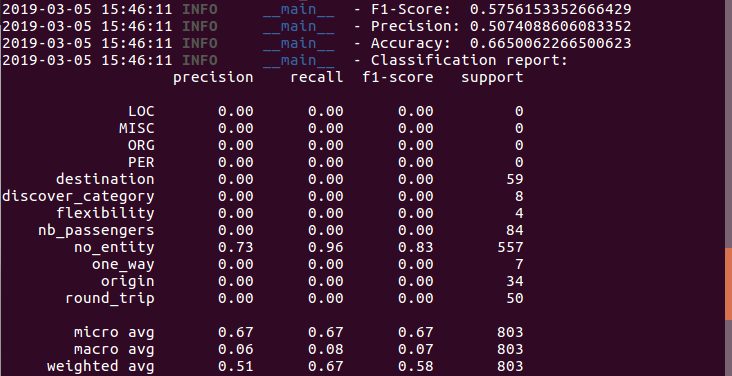 2019-03-05 15:46:11 INFO     __main__  - F1-Score:  0.5756153352666429
2019-03-05 15:46:11 INFO     __main__  - Precision: 0.5074088606083352
2019-03-05 15:46:11 INFO     __main__  - Accuracy:  0.6650062266500623
2019-03-05 15:46:11 INFO     __main__  - Classification report:
precision    recall  f1-score   support
LOC       0.00      0.00      0.00         0
MISC       0.00      0.00      0.00         0
ORG       0.00      0.00      0.00         0
PER       0.00      0.00      0.00         0
destination       0.00      0.00      0.00        59
discover_category       0.00      0.00      0.00         8
flexibility       0.00      0.00      0.00         4
nb_passengers       0.00      0.00      0.00        84
no_entity       0.73      0.96      0.83       557
one_way       0.00      0.00      0.00         7
origin       0.00      0.00      0.00        34
round_trip       0.00      0.00      0.00        50
micro avg       0.67      0.67      0.67       803
macro avg       0.06      0.08      0.07       803
weighted avg       0.51      0.67      0.58       803